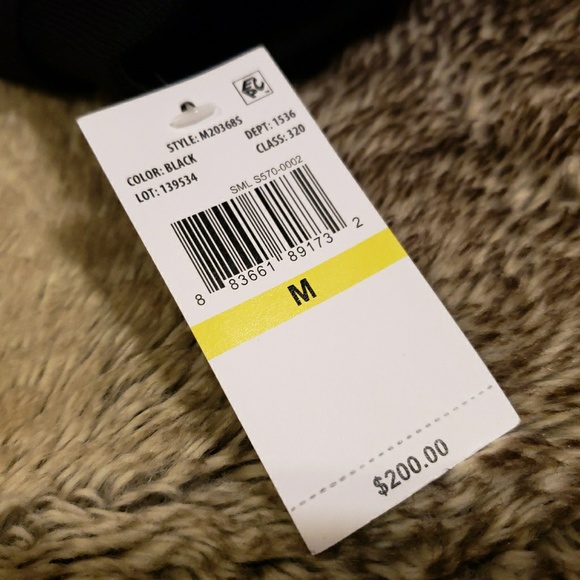 STYLE: M203685
DEPT: 1536
COLOR: BLACK
CLASS: 320
LOT: 139534
SML S570-0002
8 83661 89173 2
M
$200.00